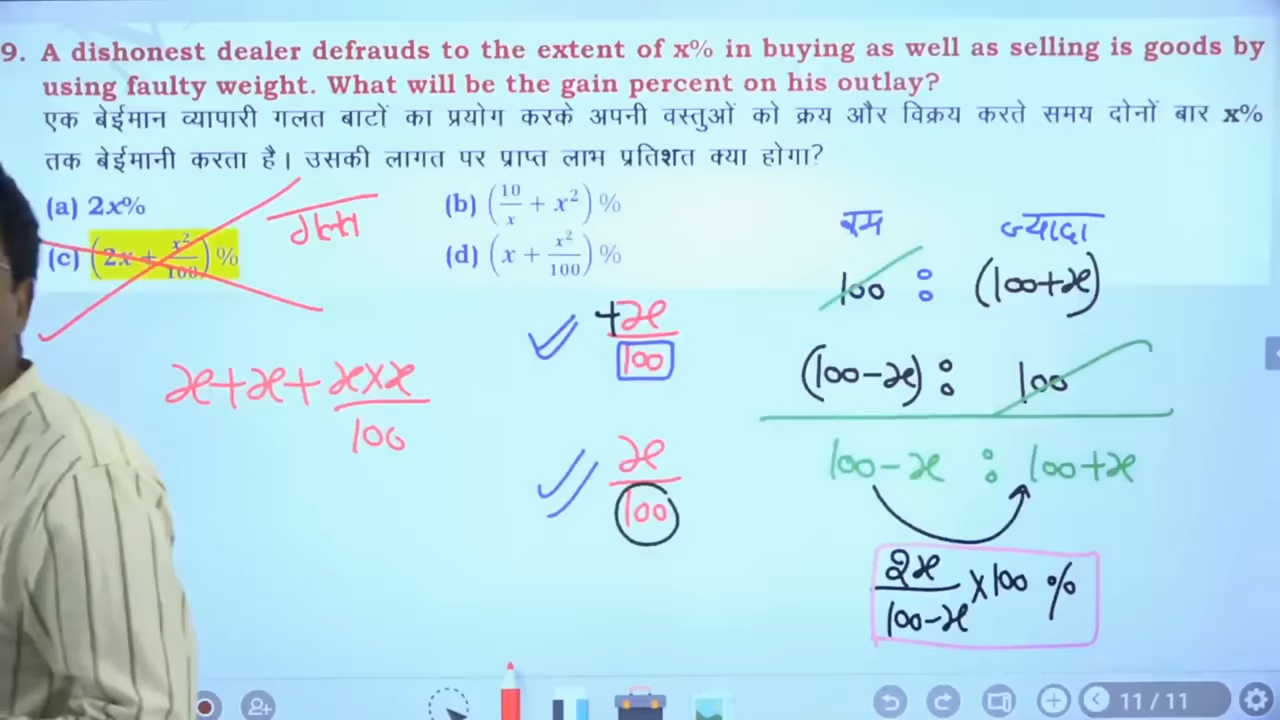 9. A dishonest dealer defrauds to the extent of x% in buying as well as selling is goods by
using faulty weight. What will be the gain percent on his outlay?
एक बेईमान व्यापारी गलत बाटों का प्रयोग करके अपनी वस्तुओं को क्रय और विक्रय करते समय दोनों बार x%
तक बेईमानी करता है। उसकी लागत पर प्राप्त लाभ प्रतिशत क्या होगा?
(a) 2x%
(b) (10/x + x²) %
(c) (2x + x²/100) %
(d) (x + x²/100) %
गलत
कम ज्यादा
100 : (100+x)
(100-x) : 100
100-x : 100+x
2x/100-x ×100 %
+x/100
x/100
x+x+ x×x/100
11 / 11